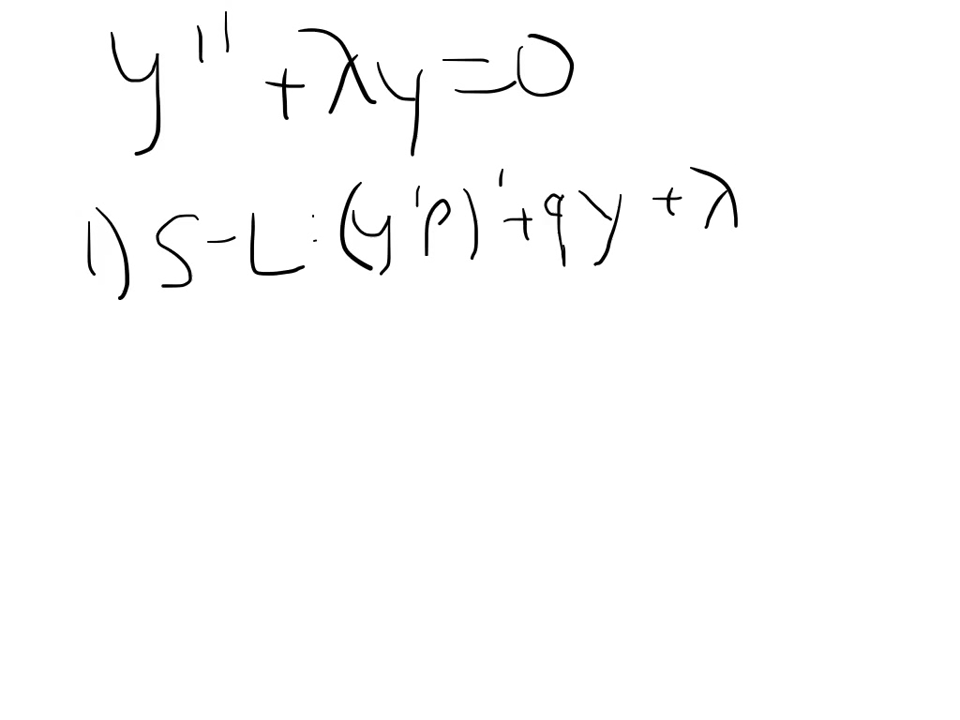 y'' + λy = 0
1) S-L: (y'p)' + qy + λ